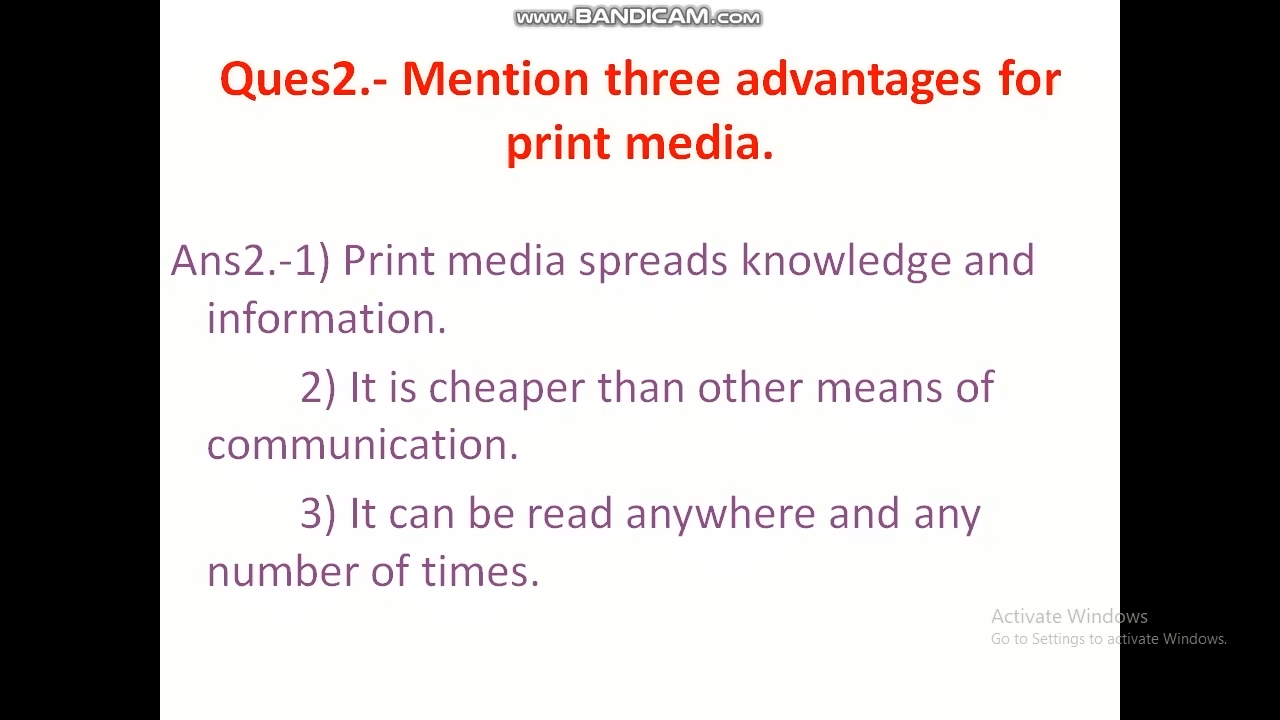 www.BANDICAM.com
Ques2.- Mention three advantages for
print media.
Ans2.-1) Print media spreads knowledge and
information.
2) It is cheaper than other means of
communication.
3) It can be read anywhere and any
number of times.
Activate Windows
Go to Settings to activate Windows.